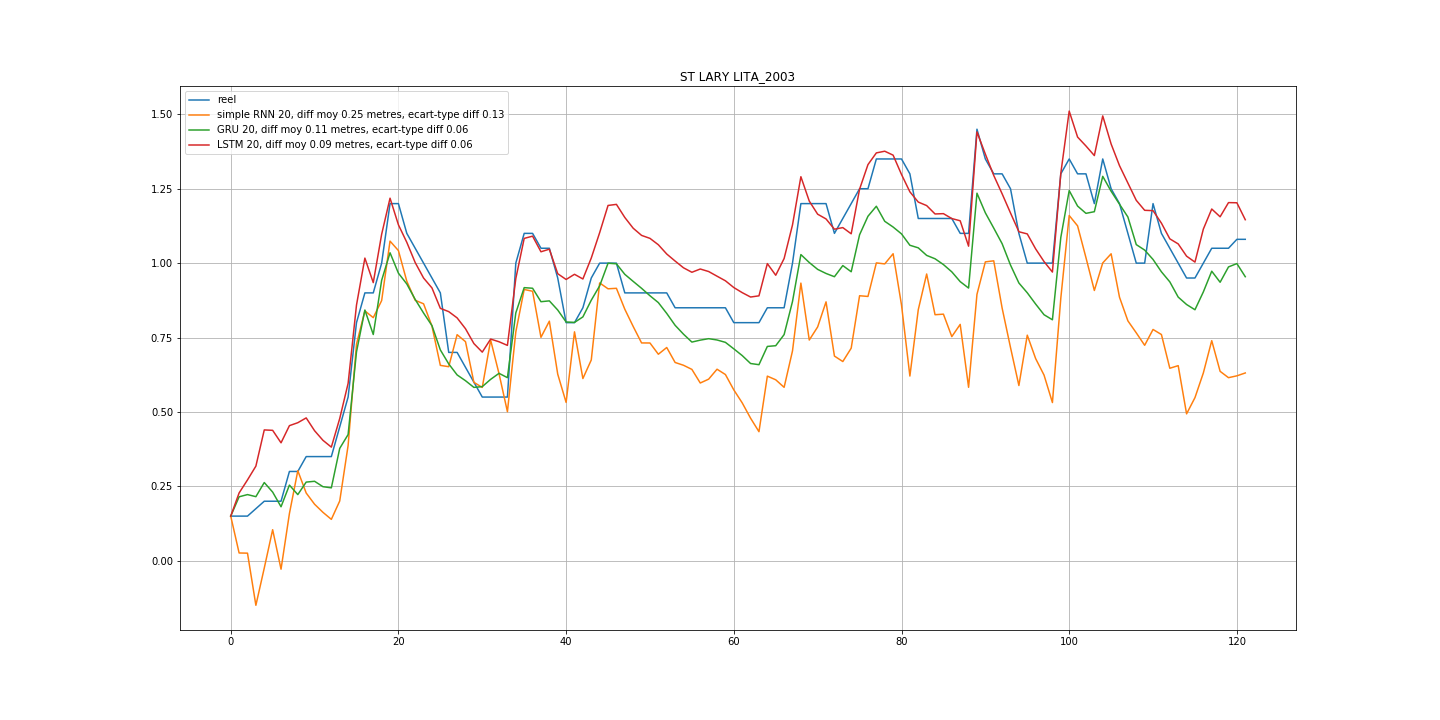 ST LARY LITA_2003
reel
simple RNN 20, diff moy 0.25 metres, ecart-type diff 0.13
GRU 20, diff moy 0.11 metres, ecart-type diff 0.06
LSTM 20, diff moy 0.09 metres, ecart-type diff 0.06
1.50
1.25
1.00
0.75
0.50
0.25
0.00
0 20 40 60 80 100 120